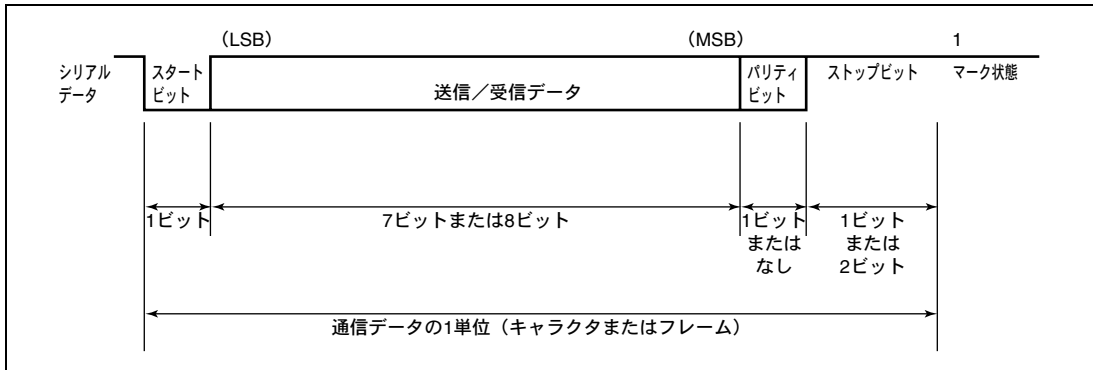 (LSB) (MSB) 1
シリアル
データ
スタート
ビット
送信/受信データ
パリティ
ビット
ストップビット
マーク状態
1ビット
7ビットまたは8ビット
1ビット
または
なし
1ビット
または
2ビット
通信データの1単位(キャラクタまたはフレーム)